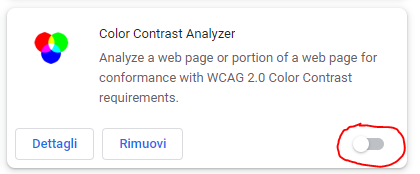 Color Contrast Analyzer
Analyze a web page or portion of a web page for
conformance with WCAG 2.0 Color Contrast
requirements.
Dettagli Rimuovi